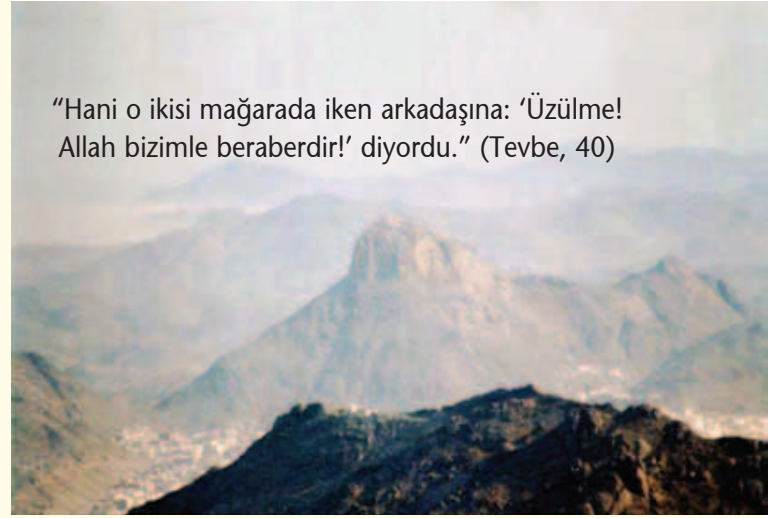 “Hani o ikisi mağarada iken arkadaşına: ‘Üzülme!
Allah bizimle beraberdir!’ diyordu.” (Tevbe, 40)